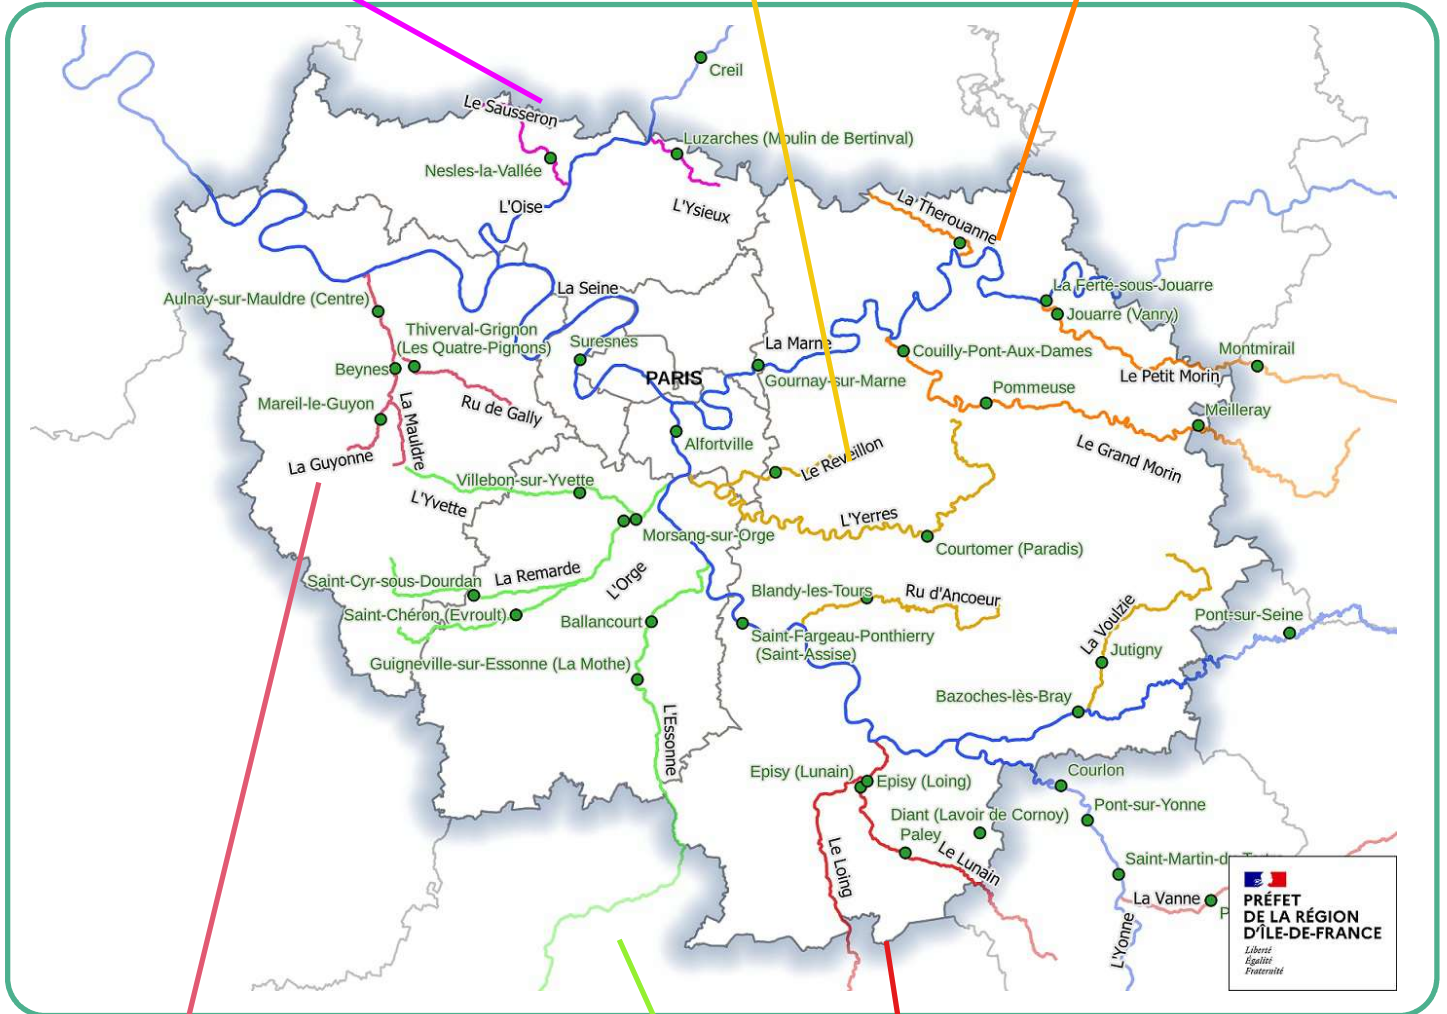 Creil
Le Sausseron
Luzarches (Moulin de Bertinval)
Nesles-la-Vallée
L'Oise
L'Ysieux
La Therouanne
La Seine
Aulnay-sur-Mauldre (Centre)
La Ferté-sous-Jouarre
Jouarre (Vanry)
Thiverval-Grignon
(Les Quatre-Pignons)
Suresnes
La Marne
Couilly-Pont-Aux-Dames
Montmirail
Beynes
PARIS
Gournay-sur-Marne
Le Petit Morin
Pommeuse
Mareil-le-Guyon
La Mauldre
Ru de Gally
Meilleray
Alfortville
La Guyonne
Le Reveillon
Le Grand Morin
Villebon-sur-Yvette
L'Yvette
L'Yerres
Morsang-sur-Orge
Courtomer (Paradis)
Saint-Cyr-sous-Dourdan
La Remarde
L'Orge
Blandy-les-Tours
Ru d'Ancoeur
La Voulzie
Pont-sur-Seine
Saint-Chéron (Evroult)
Ballancourt
Saint-Fargeau-Ponthierry
(Saint-Assise)
Jutigny
Guigneville-sur-Essonne (La Mothe)
Bazoches-lès-Bray
L'Essonne
Episy (Lunain)
Episy (Loing)
Courlon
Diant (Lavoir de Cornoy)
Pont-sur-Yonne
Paley
Le Loing
Le Lunain
La Vanne
L'Yonne
PRÉFET
DE LA RÉGION
D'ÎLE-DE-FRANCE
Liberté
Égalité
Fraternité